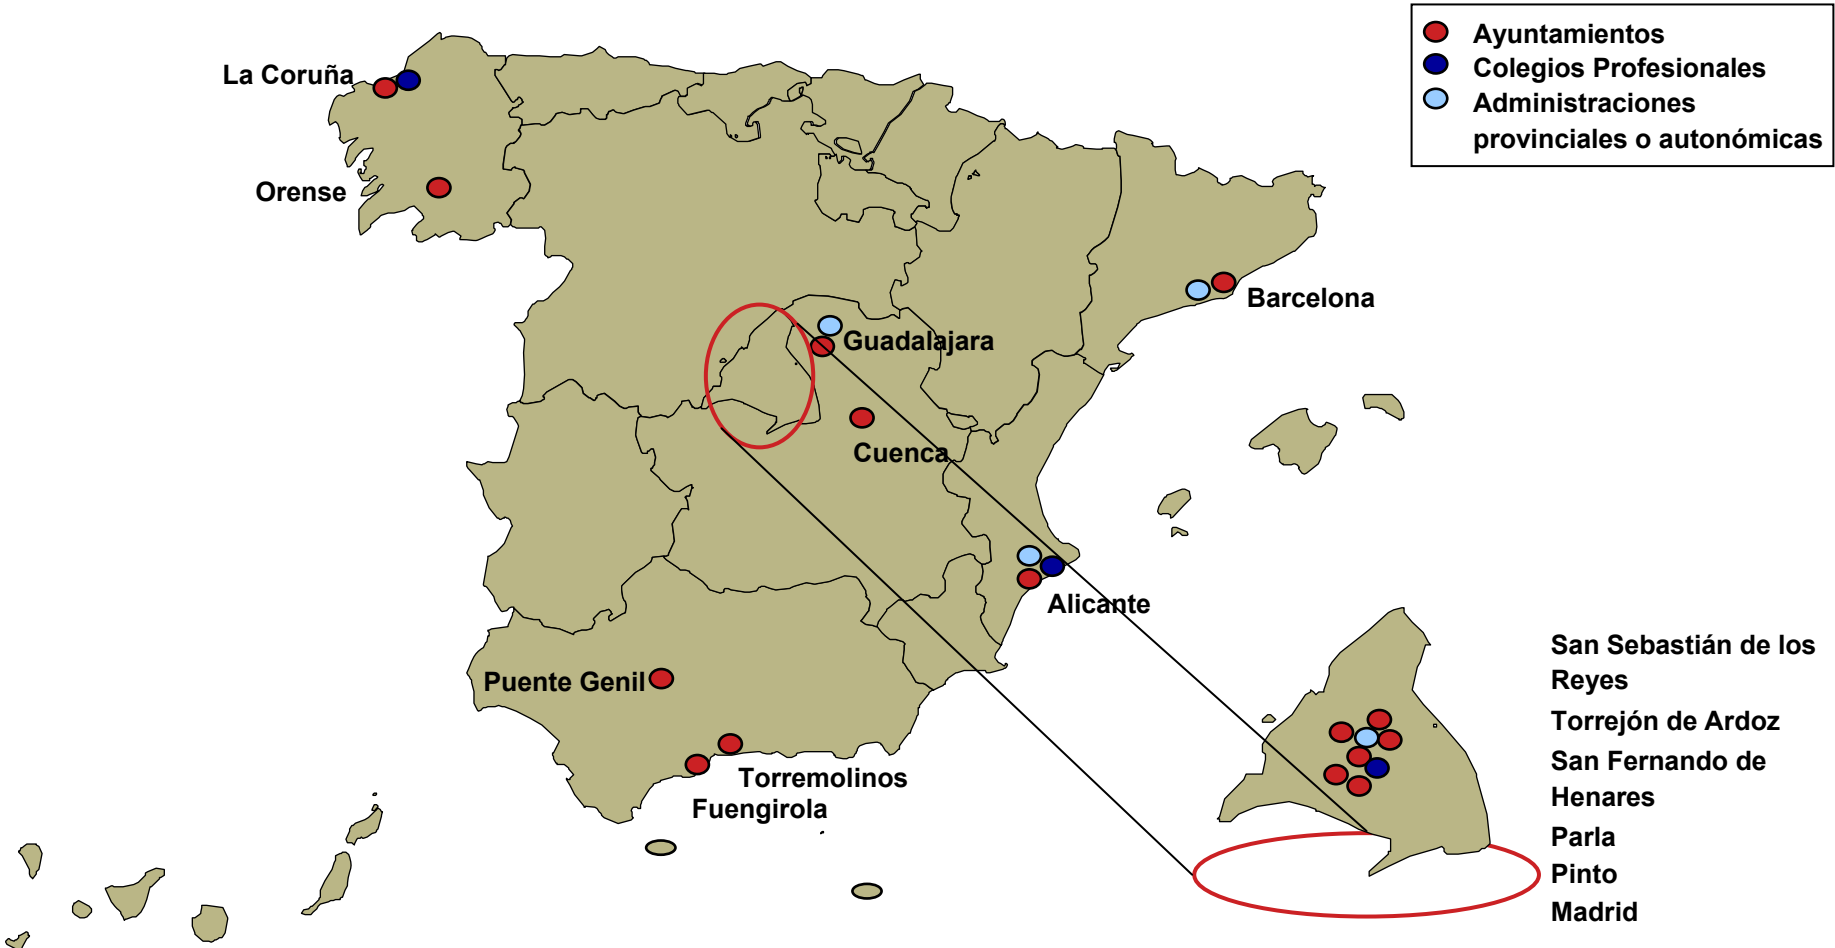 Ayuntamientos
Colegios Profesionales
Administraciones
provinciales o autonómicas
La Coruña
Orense
Barcelona
Guadalajara
Cuenca
Alicante
Puente Genil
Torremolinos
Fuengirola
San Sebastián de los
Reyes
Torrejón de Ardoz
San Fernando de
Henares
Parla
Pinto
Madrid